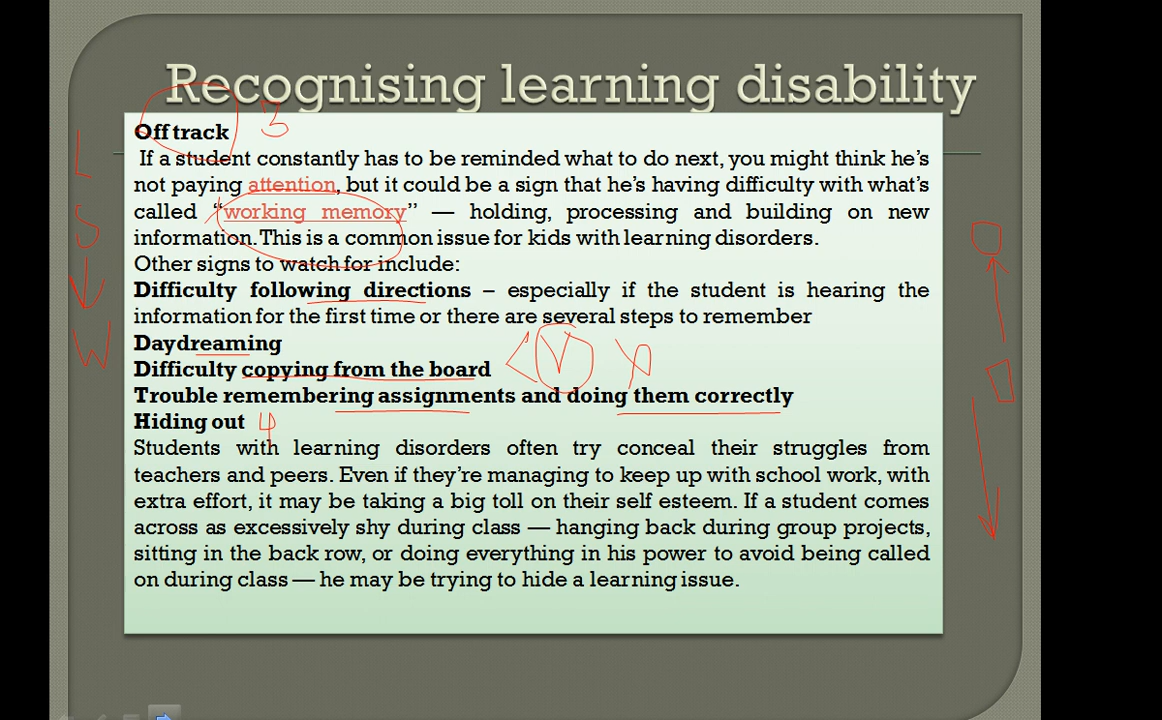 Recognising learning disability
Off track 3
If a student constantly has to be reminded what to do next, you might think he's
not paying attention, but it could be a sign that he's having difficulty with what's
called “working memory” — holding, processing and building on new
information. This is a common issue for kids with learning disorders.
Other signs to watch for include:
Difficulty following directions – especially if the student is hearing the
information for the first time or there are several steps to remember
Daydreaming
Difficulty copying from the board
Trouble remembering assignments and doing them correctly
Hiding out 4
Students with learning disorders often try conceal their struggles from
teachers and peers. Even if they're managing to keep up with school work, with
extra effort, it may be taking a big toll on their self esteem. If a student comes
across as excessively shy during class — hanging back during group projects,
sitting in the back row, or doing everything in his power to avoid being called
on during class — he may be trying to hide a learning issue.
L
S
W